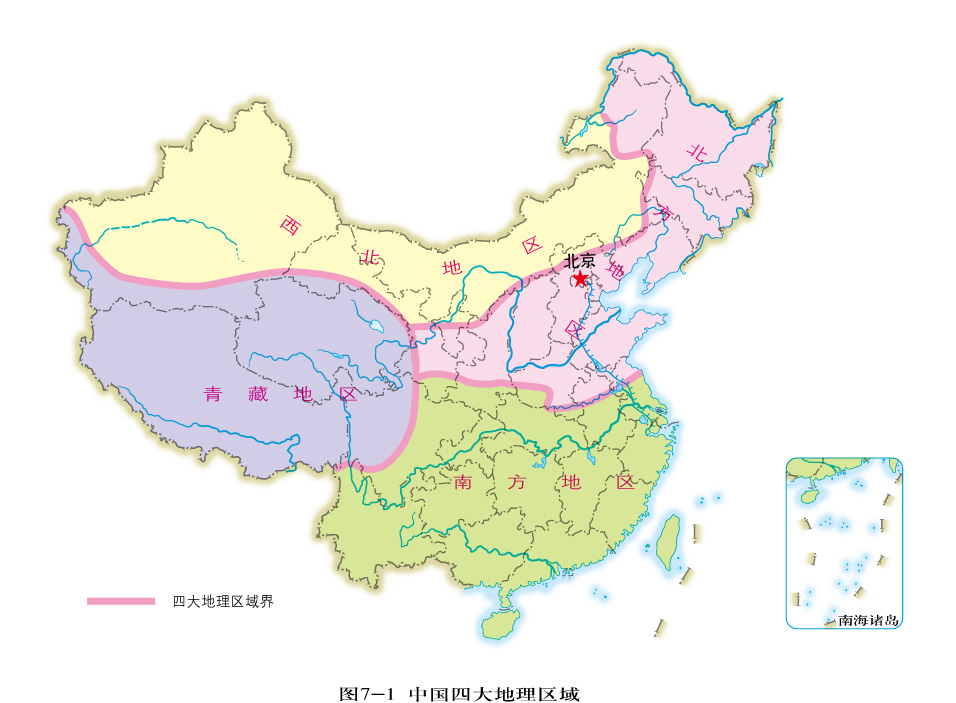 西北地区
北方地区
北京
青藏地区
南方地区
四大地理区域界
南海诸岛
图7-1 中国四大地理区域